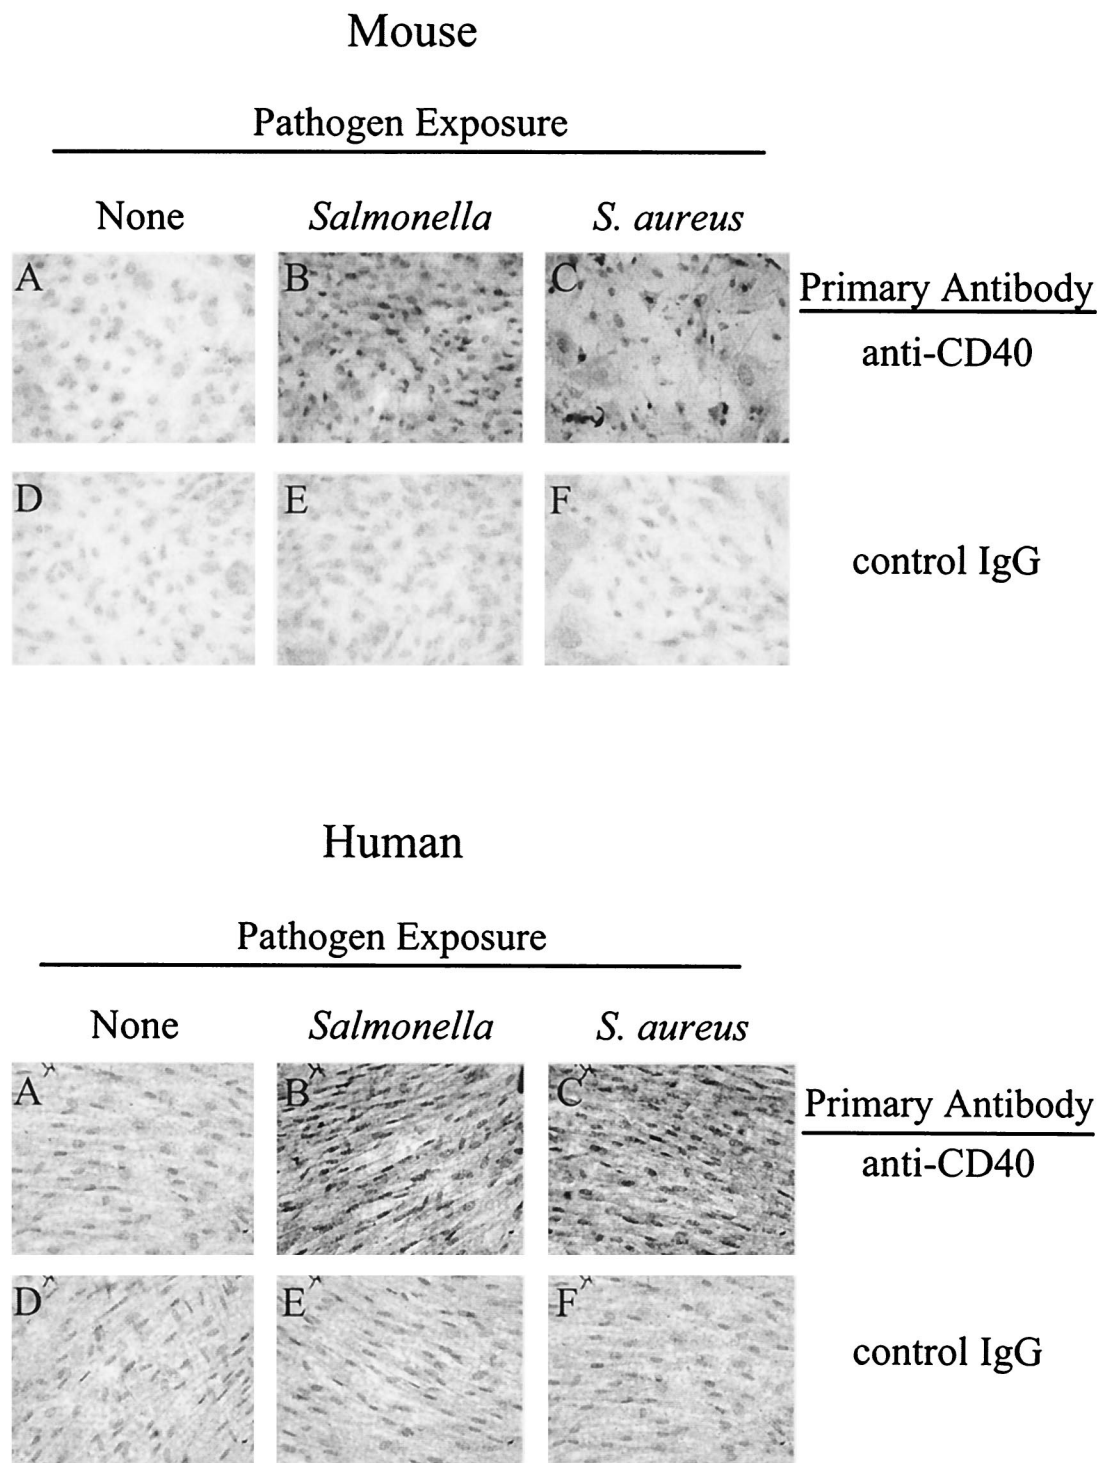 Mouse
Pathogen Exposure
None Salmonella S. aureus
A B C
Primary Antibody
anti-CD40
D E F
control IgG
Human
Pathogen Exposure
None Salmonella S. aureus
A B C
Primary Antibody
anti-CD40
D E F
control IgG